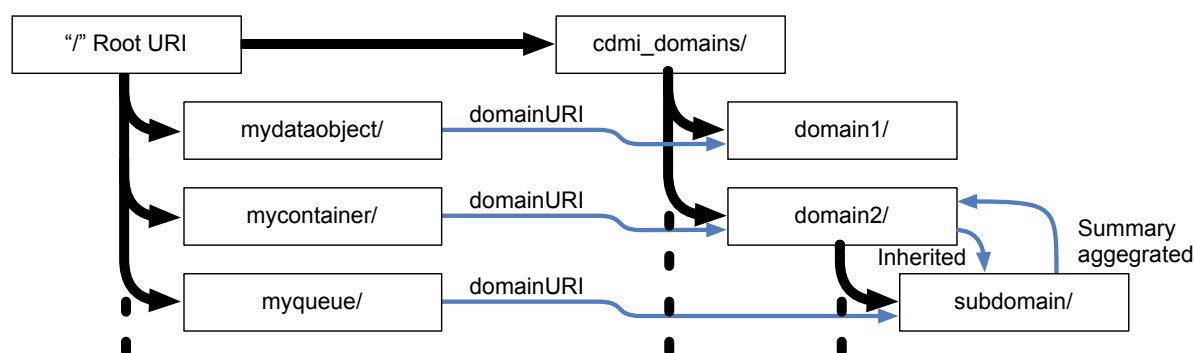 “/” Root URI
cdmi_domains/
mydataobject/
domainURI
domain1/
mycontainer/
domainURI
domain2/
Inherited
Summary
aggegrated
myqueue/
domainURI
subdomain/